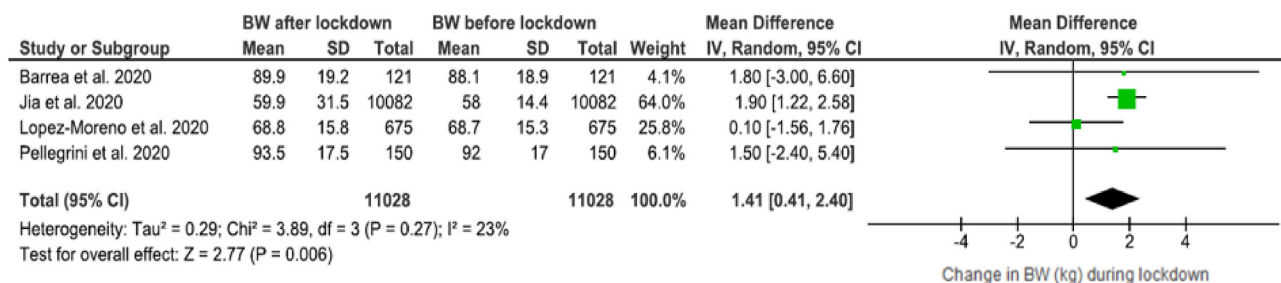 BW after lockdown BW before lockdown Mean Difference Mean Difference
Study or Subgroup Mean SD Total Mean SD Total Weight IV, Random, 95% CI IV, Random, 95% CI
Barrea et al. 2020 89.9 19.2 121 88.1 18.9 121 4.1% 1.80 [-3.00, 6.60]
Jia et al. 2020 59.9 31.5 10082 58 14.4 10082 64.0% 1.90 [1.22, 2.58]
Lopez-Moreno et al. 2020 68.8 15.8 675 68.7 15.3 675 25.8% 0.10 [-1.56, 1.76]
Pellegrini et al. 2020 93.5 17.5 150 92 17 150 6.1% 1.50 [-2.40, 5.40]
Total (95% CI) 11028 11028 100.0% 1.41 [0.41, 2.40]
Heterogeneity: Tau² = 0.29; Chi² = 3.89, df = 3 (P = 0.27); I² = 23%
Test for overall effect: Z = 2.77 (P = 0.006)
-4 -2 0 2 4
Change in BW (kg) during lockdown